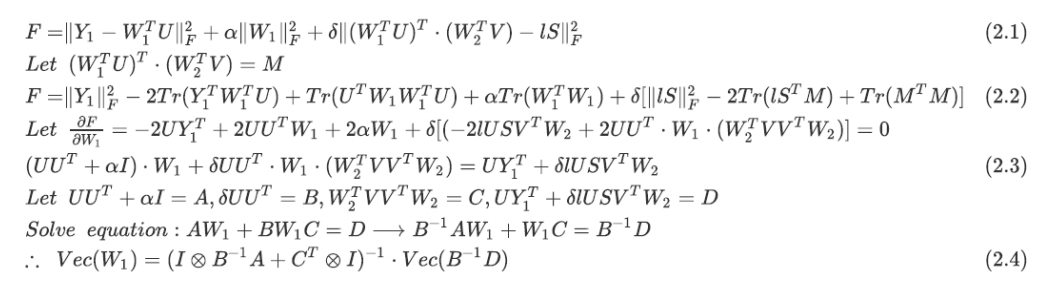 F =‖Y₁ − W₁ᵀU‖²_F + α‖W₁‖²_F + δ‖(W₁ᵀU)ᵀ · (W₂ᵀV) − lS‖²_F (2.1)
Let (W₁ᵀU)ᵀ · (W₂ᵀV) = M
F =‖Y₁‖²_F − 2Tr(Y₁ᵀW₁ᵀU) + Tr(UᵀW₁W₁ᵀU) + αTr(W₁ᵀW₁) + δ[‖lS‖²_F − 2Tr(lSᵀM) + Tr(MᵀM)] (2.2)
Let ∂F/∂W₁ = −2UY₁ᵀ + 2UUᵀW₁ + 2αW₁ + δ[(−2lUSVᵀW₂ + 2UUᵀ · W₁ · (W₂ᵀVVᵀW₂)] = 0
(UUᵀ + αI) · W₁ + δUUᵀ · W₁ · (W₂ᵀVVᵀW₂) = UY₁ᵀ + δlUSVᵀW₂ (2.3)
Let UUᵀ + αI = A, δUUᵀ = B, W₂ᵀVVᵀW₂ = C, UY₁ᵀ + δlUSVᵀW₂ = D
Solve equation : AW₁ + BW₁C = D ⟶ B⁻¹AW₁ + W₁C = B⁻¹D
∴ Vec(W₁) = (I ⊗ B⁻¹A + Cᵀ ⊗ I)⁻¹ · Vec(B⁻¹D) (2.4)